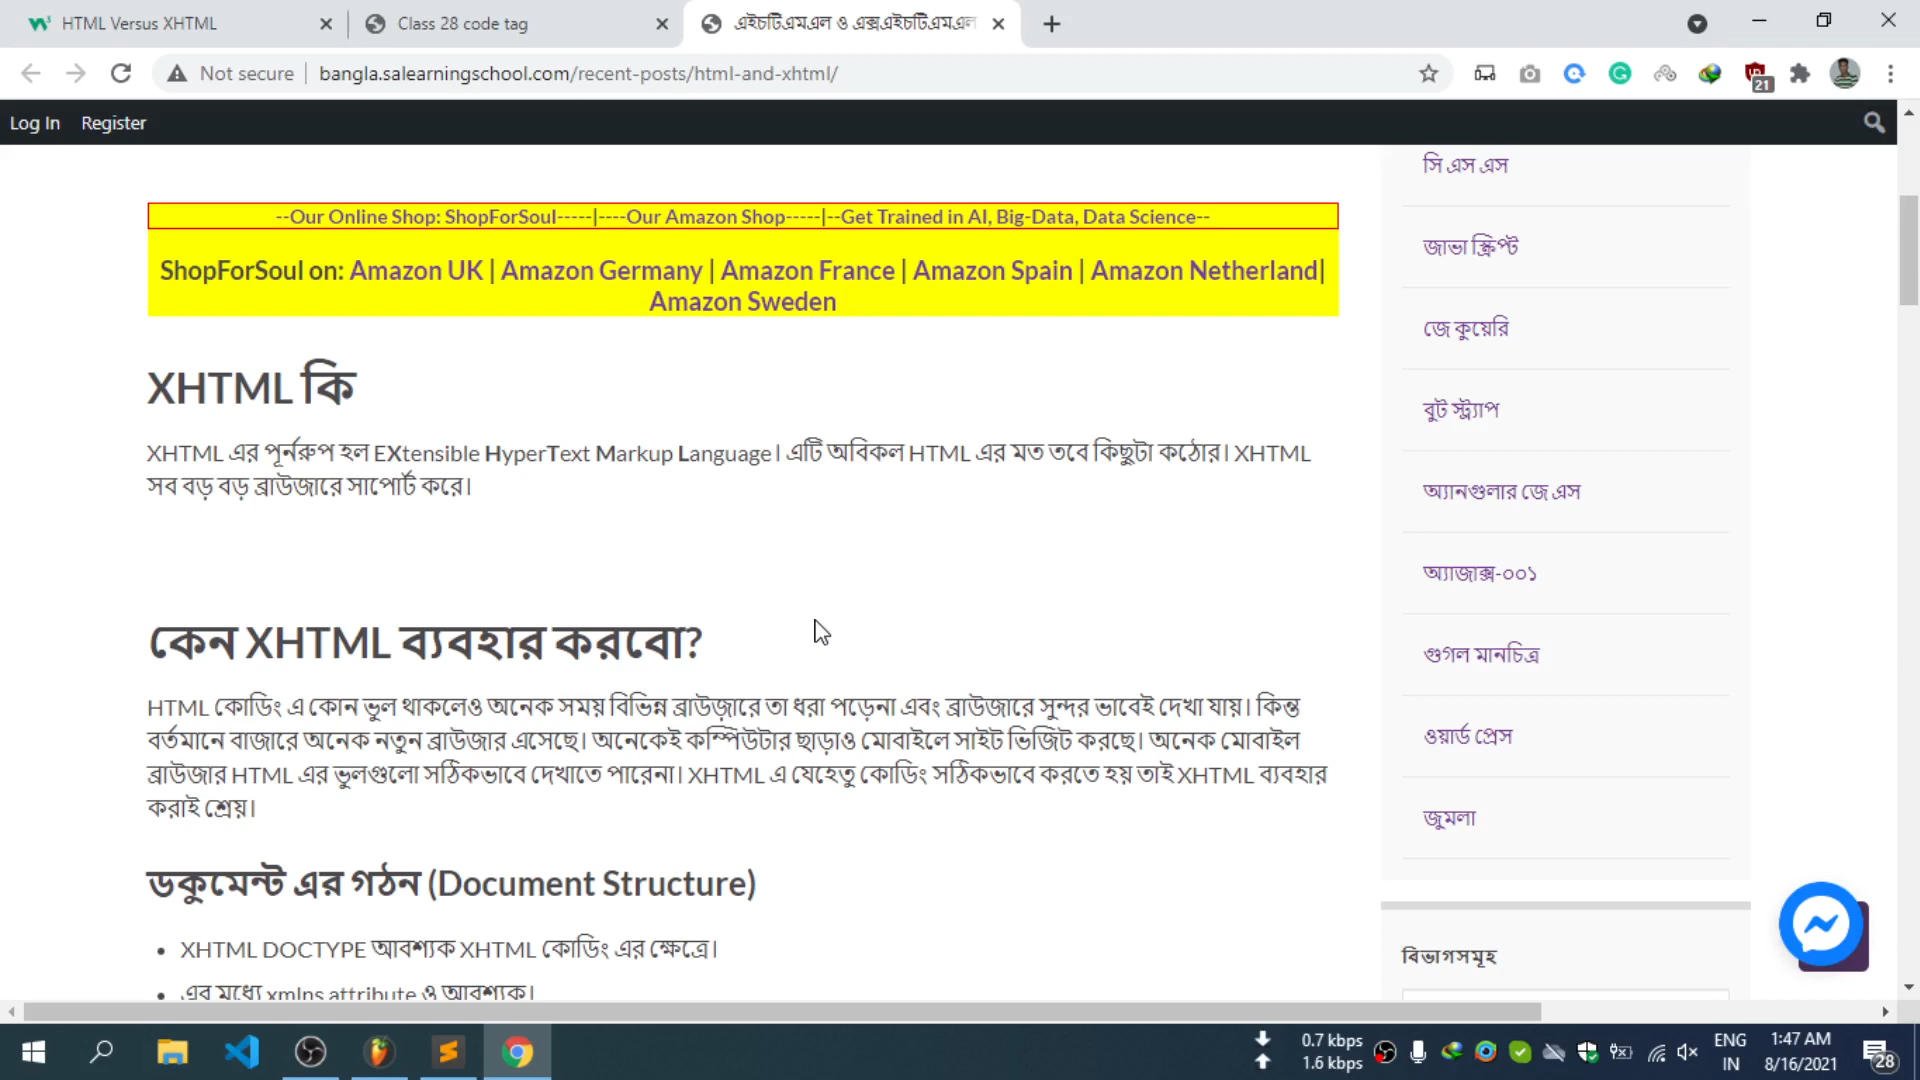 HTML Versus XHTML
Class 28 code tag
এইচটিএমএল ও এক্সএইচটিএমএল
Not secure
bangla.salearningschool.com/recent-posts/html-and-xhtml/
21
Log In Register
--Our Online Shop: ShopForSoul-----|----Our Amazon Shop-----|--Get Trained in AI, Big-Data, Data Science--
ShopForSoul on: Amazon UK | Amazon Germany | Amazon France | Amazon Spain | Amazon Netherland|
Amazon Sweden
XHTML কি
XHTML এর পূর্নরুপ হল EXtensible HyperText Markup Language। এটি অবিকল HTML এর মত তবে কিছুটা কঠোর। XHTML
সব বড় বড় ব্রাউজারে সাপোর্ট করে।
কেন XHTML ব্যবহার করবো?
HTML কোডিং এ কোন ভুল থাকলেও অনেক সময় বিভিন্ন ব্রাউজারে তা ধরা পড়েনা এবং ব্রাউজারে সুন্দর ভাবেই দেখা যায়। কিন্তু
বর্তমানে বাজারে অনেক নতুন ব্রাউজার এসেছে। অনেকেই কম্পিউটার ছাড়াও মোবাইলে সাইট ভিজিট করছে। অনেক মোবাইল
ব্রাউজার HTML এর ভুলগুলো সঠিকভাবে দেখাতে পারেনা। XHTML এ যেহেতু কোডিং সঠিকভাবে করতে হয় তাই XHTML ব্যবহার
করাই শ্রেয়।
ডকুমেন্ট এর গঠন (Document Structure)
• XHTML DOCTYPE আবশ্যক XHTML কোডিং এর ক্ষেত্রে।
• এর মধ্যে xmlns attribute ও আবশ্যক।
সি এস এস
জাভা স্ক্রিপ্ট
জে কুয়েরি
বুট স্ট্র্যাপ
অ্যানগুলার জে এস
অ্যাজাক্স-০০১
গুগল মানচিত্র
ওয়ার্ড প্রেস
জুমলা
বিভাগসমূহ
0.7 kbps
1.6 kbps
ENG
IN
1:47 AM
8/16/2021
28